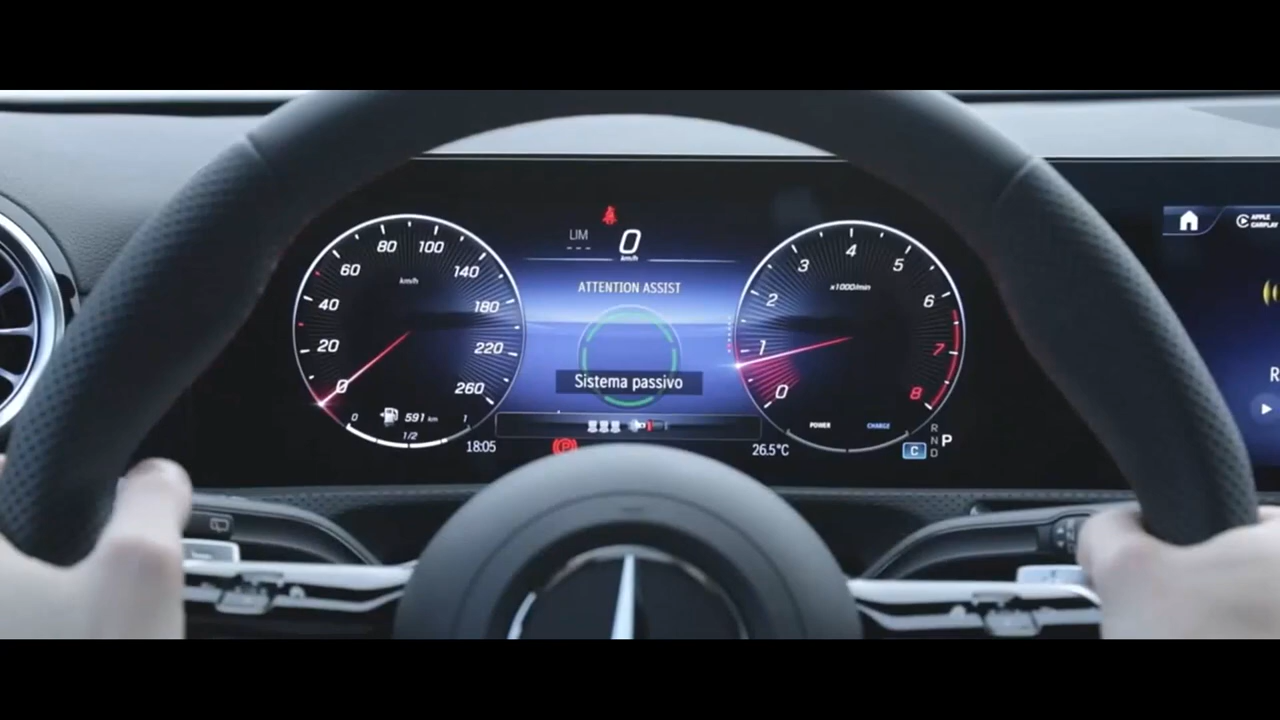 LIM
---
0
km/h
ATTENTION ASSIST
Sistema passivo
0
20
40
60
80
100
140
180
220
260
km/h
0
591 km
1
1/2
18:05
0
1
2
3
4
5
6
7
8
x1000/min
POWER
CHARGE
26.5°C
C
R
N
D
P
APPLE
CARPLAY
R